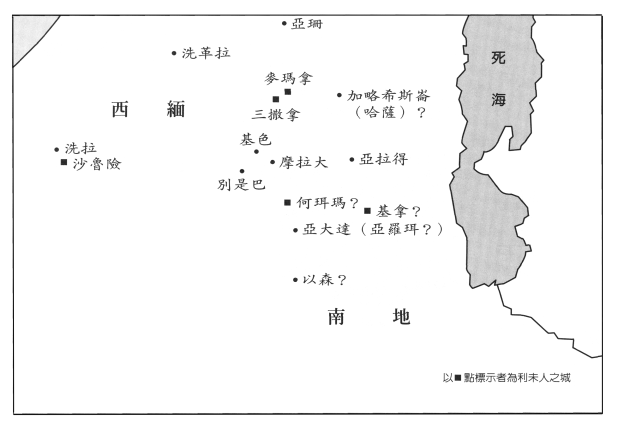 亞珊
洗革拉
死海
麥瑪拿
三撒拿
加略希斯崙
（哈薩）？
西緬
基色
洗拉
沙魯險
摩拉大
亞拉得
別是巴
何珥瑪？
基拿？
亞大達（亞羅珥？）
以森？
南地
以■點標示者為利未人之城